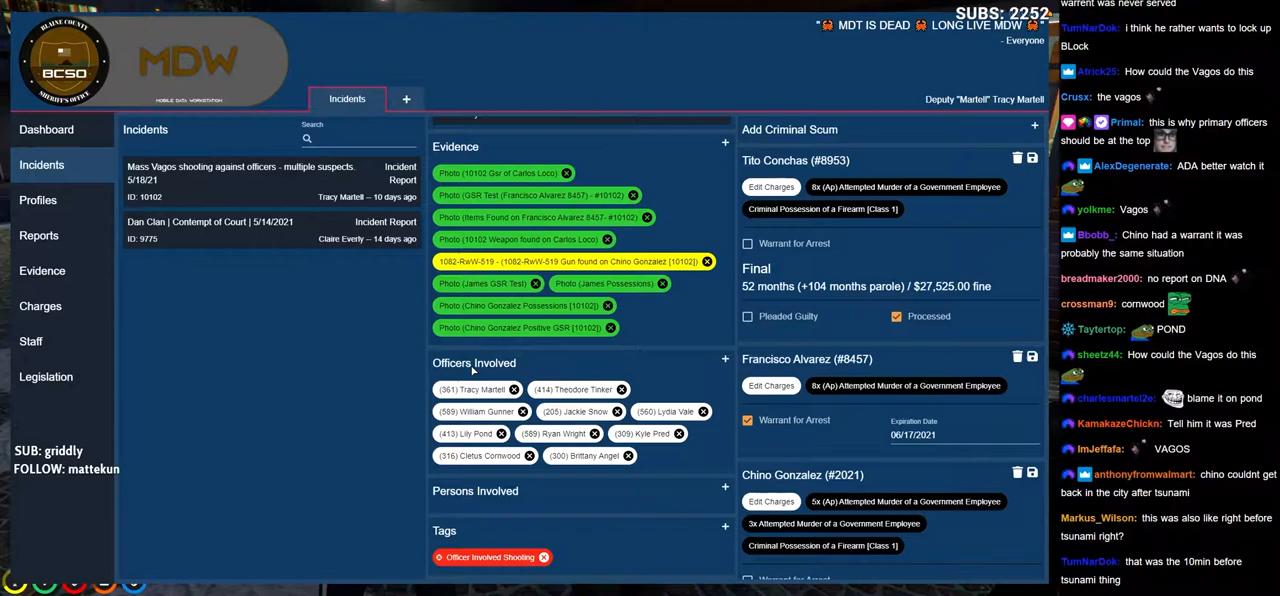 SUBS: 2252
BLAINE COUNTY
BCSO
SHERIFF'S OFFICE
MDW
MOBILE DATA WORKSTATION
" 🦀 MDT IS DEAD 🦀 LONG LIVE MDW 🦀 "
- Everyone
Incidents
+
Deputy "Martell" Tracy Martell
Dashboard
Incidents
Profiles
Reports
Evidence
Charges
Staff
Legislation
SUB: griddly
FOLLOW: mattekun
Incidents
Search
Mass Vagos shooting against officers - multiple suspects. 5/18/21
Incident Report
ID: 10102
Tracy Martell -- 10 days ago
Dan Clan | Contempt of Court | 5/14/2021
Incident Report
ID: 9775
Claire Everly -- 14 days ago
Evidence
+
Photo (10102 Gsr of Carlos Loco)
Photo (GSR Test (Francisco Alvarez 8457) - #10102)
Photo (Items Found on Francisco Alvarez 8457- #10102)
Photo (10102 Weapon found on Carlos Loco)
1082-RwW-519 - (1082-RwW-519 Gun found on Chino Gonzalez [10102])
Photo (James GSR Test)
Photo (James Possessions)
Photo (Chino Gonzalez Possessions [10102])
Photo (Chino Gonzalez Positive GSR [10102])
Officers Involved
+
(361) Tracy Martell
(414) Theodore Tinker
(589) William Gunner
(205) Jackie Snow
(560) Lydia Vale
(413) Lily Pond
(589) Ryan Wright
(309) Kyle Pred
(316) Cletus Cornwood
(300) Brittany Angel
Persons Involved
+
Tags
+
Officer Involved Shooting
Add Criminal Scum
+
Tito Conchas (#8953)
Edit Charges
8x (Ap) Attempted Murder of a Government Employee
Criminal Possession of a Firearm [Class 1]
Warrant for Arrest
Final
52 months (+104 months parole) / $27,525.00 fine
Pleaded Guilty
Processed
Francisco Alvarez (#8457)
Edit Charges
8x (Ap) Attempted Murder of a Government Employee
Warrant for Arrest
Expiration Date
06/17/2021
Chino Gonzalez (#2021)
Edit Charges
5x (Ap) Attempted Murder of a Government Employee
3x Attempted Murder of a Government Employee
Criminal Possession of a Firearm [Class 1]
warrent was never served
TumNarDok: i think he rather wants to lock up
BLock
Atrick25: How could the Vagos do this
Crusx: the vagos
Primal: this is why primary officers
should be at the top
AlexDegenerate: ADA better watch it
yolkme: Vagos
Bbobb_: Chino had a warrant it was
probably the same situation
breadmaker2000: no report on DNA
crossman9: cornwood
Taytertop: POND
sheetz44: How could the Vagos do this
charlesmartel2e: blame it on pond
KamakazeChickn: Tell him it was Pred
ImJeffafa: VAGOS
anthonyfromwalmart: chino couldnt get
back in the city after tsunami
Markus_Wilson: this was also like right before
tsunami right?
TumNarDok: that was the 10min before
tsunami thing